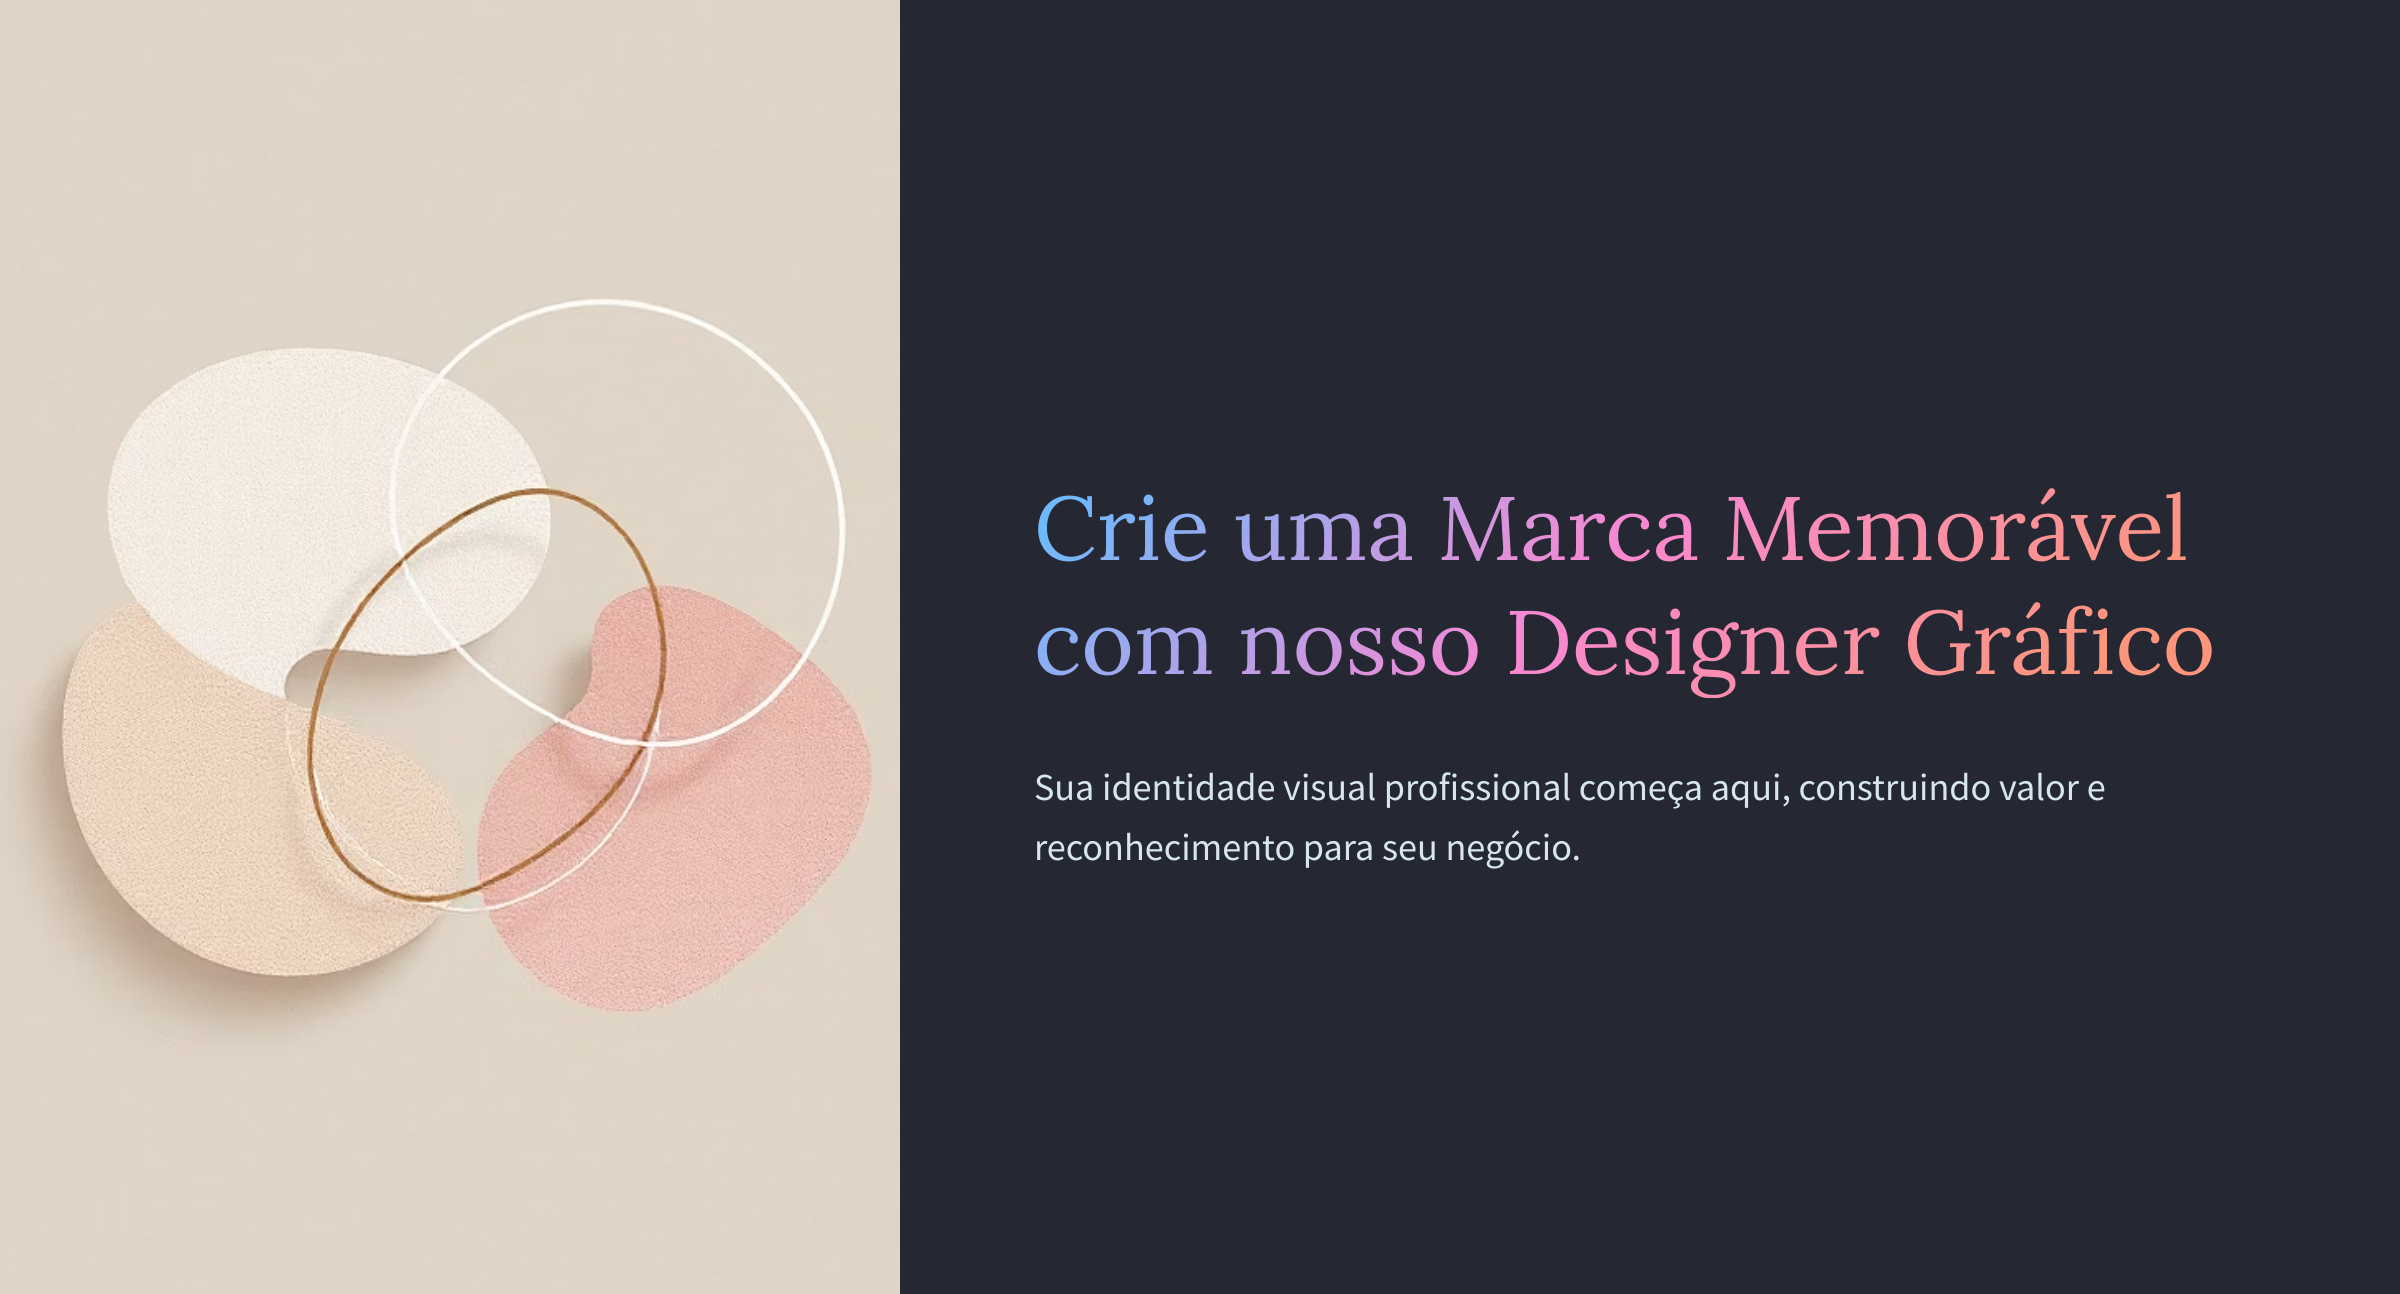 Crie uma Marca Memorável
com nosso Designer Gráfico
Sua identidade visual profissional começa aqui, construindo valor e
reconhecimento para seu negócio.